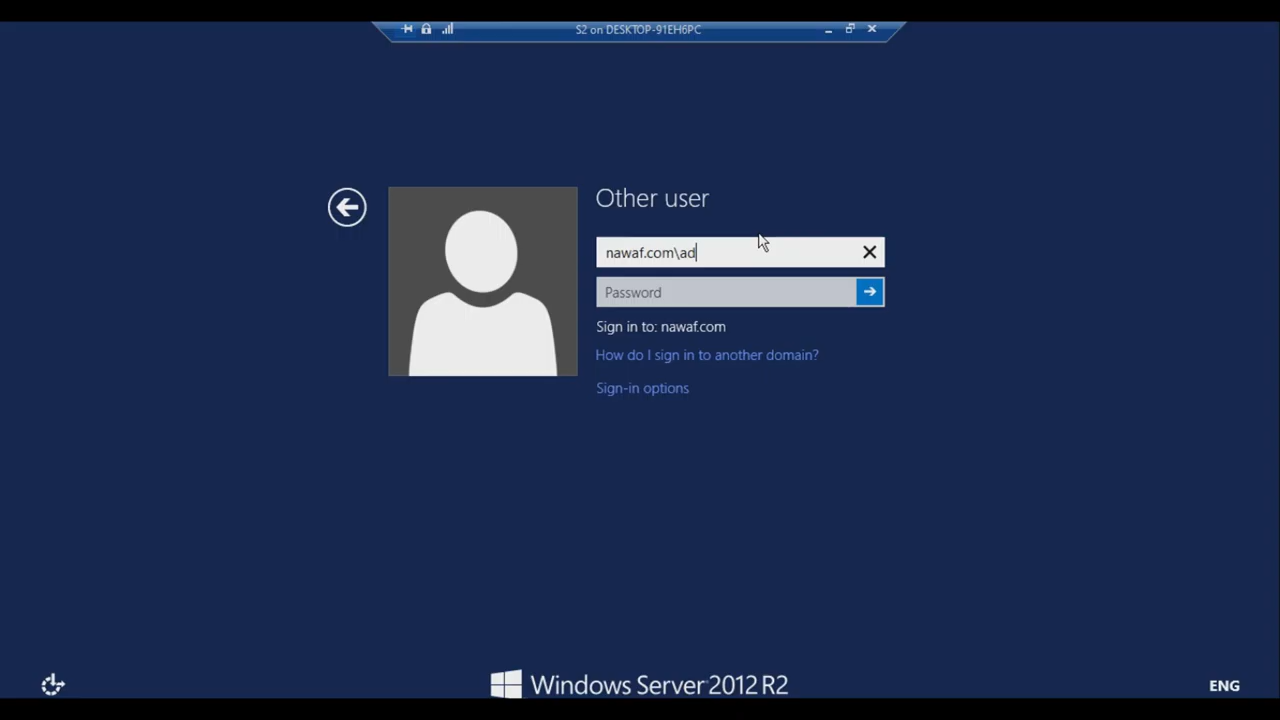 S2 on DESKTOP-91EH6PC
Other user
nawaf.com\ad
Password
Sign in to: nawaf.com
How do I sign in to another domain?
Sign-in options
Windows Server 2012 R2
ENG